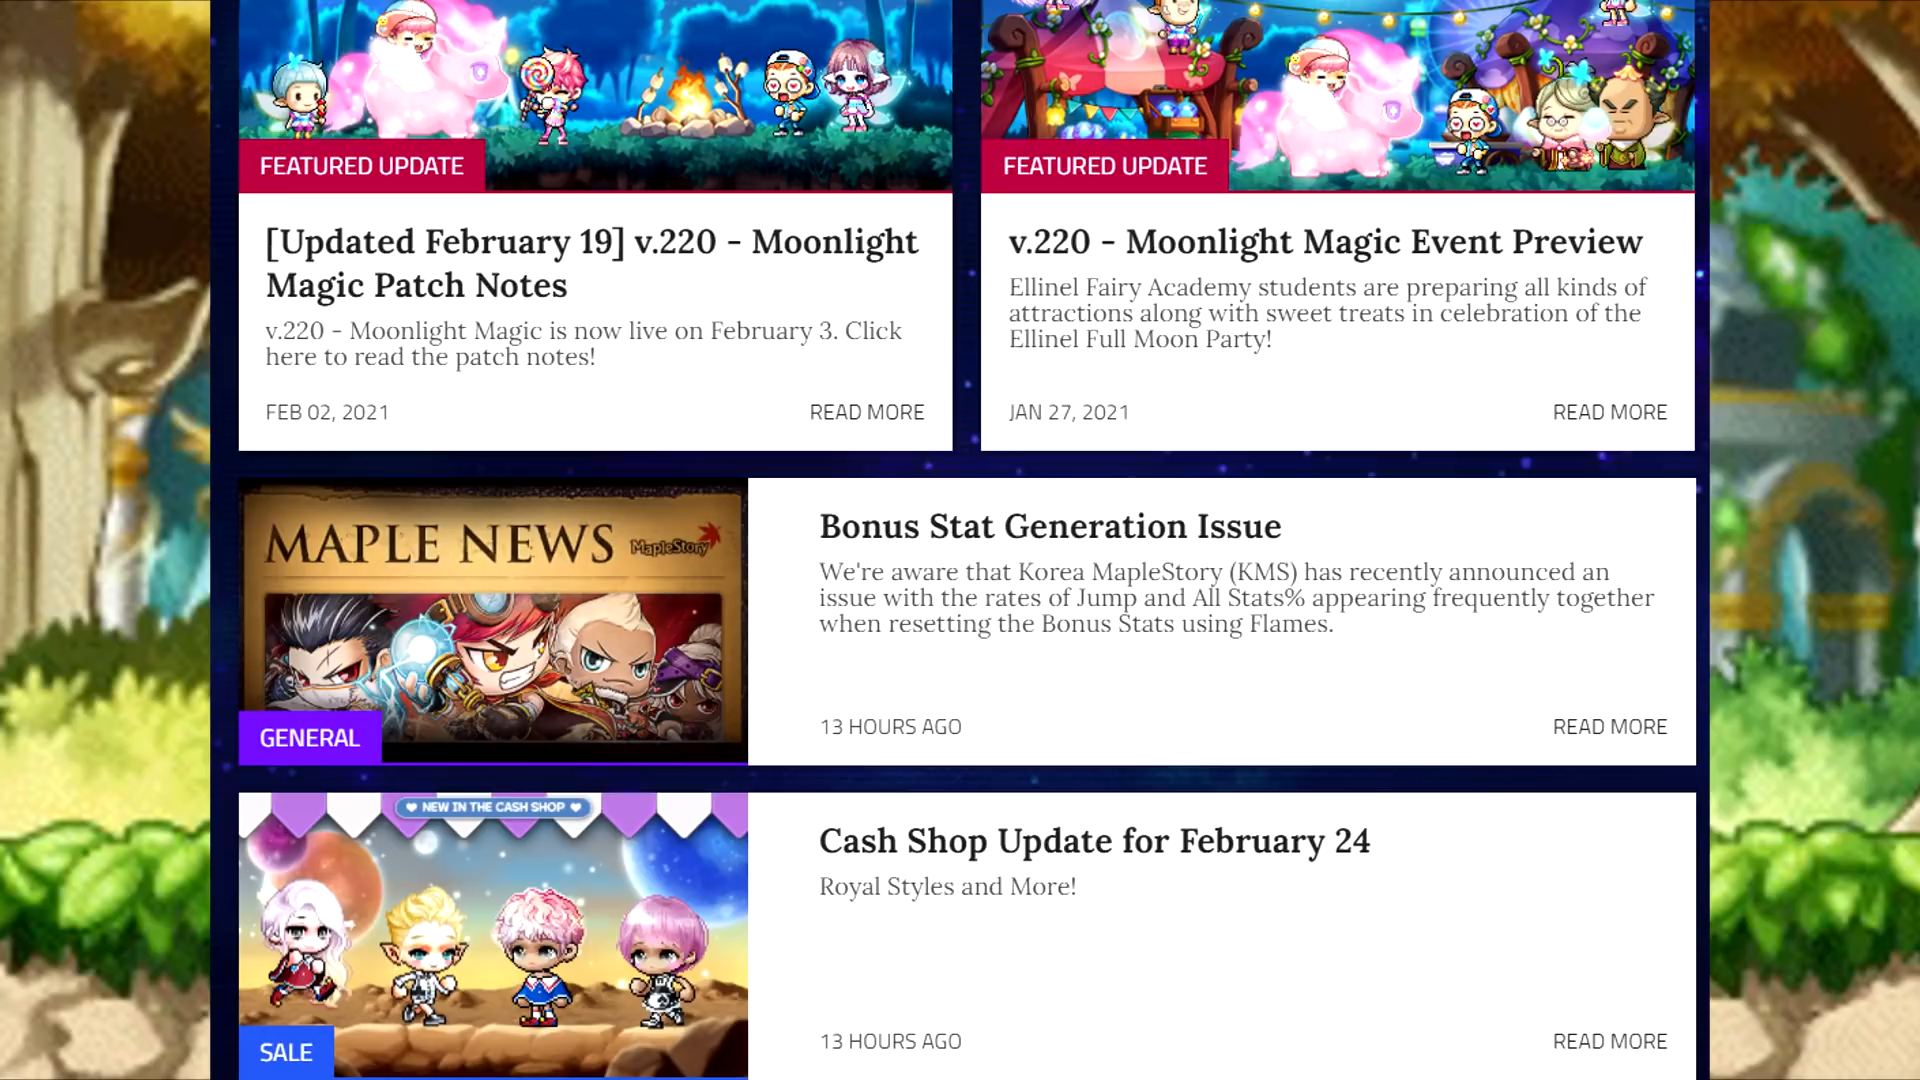 FEATURED UPDATE
[Updated February 19] v.220 - Moonlight
Magic Patch Notes
v.220 - Moonlight Magic is now live on February 3. Click
here to read the patch notes!
FEB 02, 2021
READ MORE
FEATURED UPDATE
v.220 - Moonlight Magic Event Preview
Ellinel Fairy Academy students are preparing all kinds of
attractions along with sweet treats in celebration of the
Ellinel Full Moon Party!
JAN 27, 2021
READ MORE
MAPLE NEWS
MapleStory
GENERAL
Bonus Stat Generation Issue
We're aware that Korea MapleStory (KMS) has recently announced an
issue with the rates of Jump and All Stats% appearing frequently together
when resetting the Bonus Stats using Flames.
13 HOURS AGO
READ MORE
NEW IN THE CASH SHOP
SALE
Cash Shop Update for February 24
Royal Styles and More!
13 HOURS AGO
READ MORE